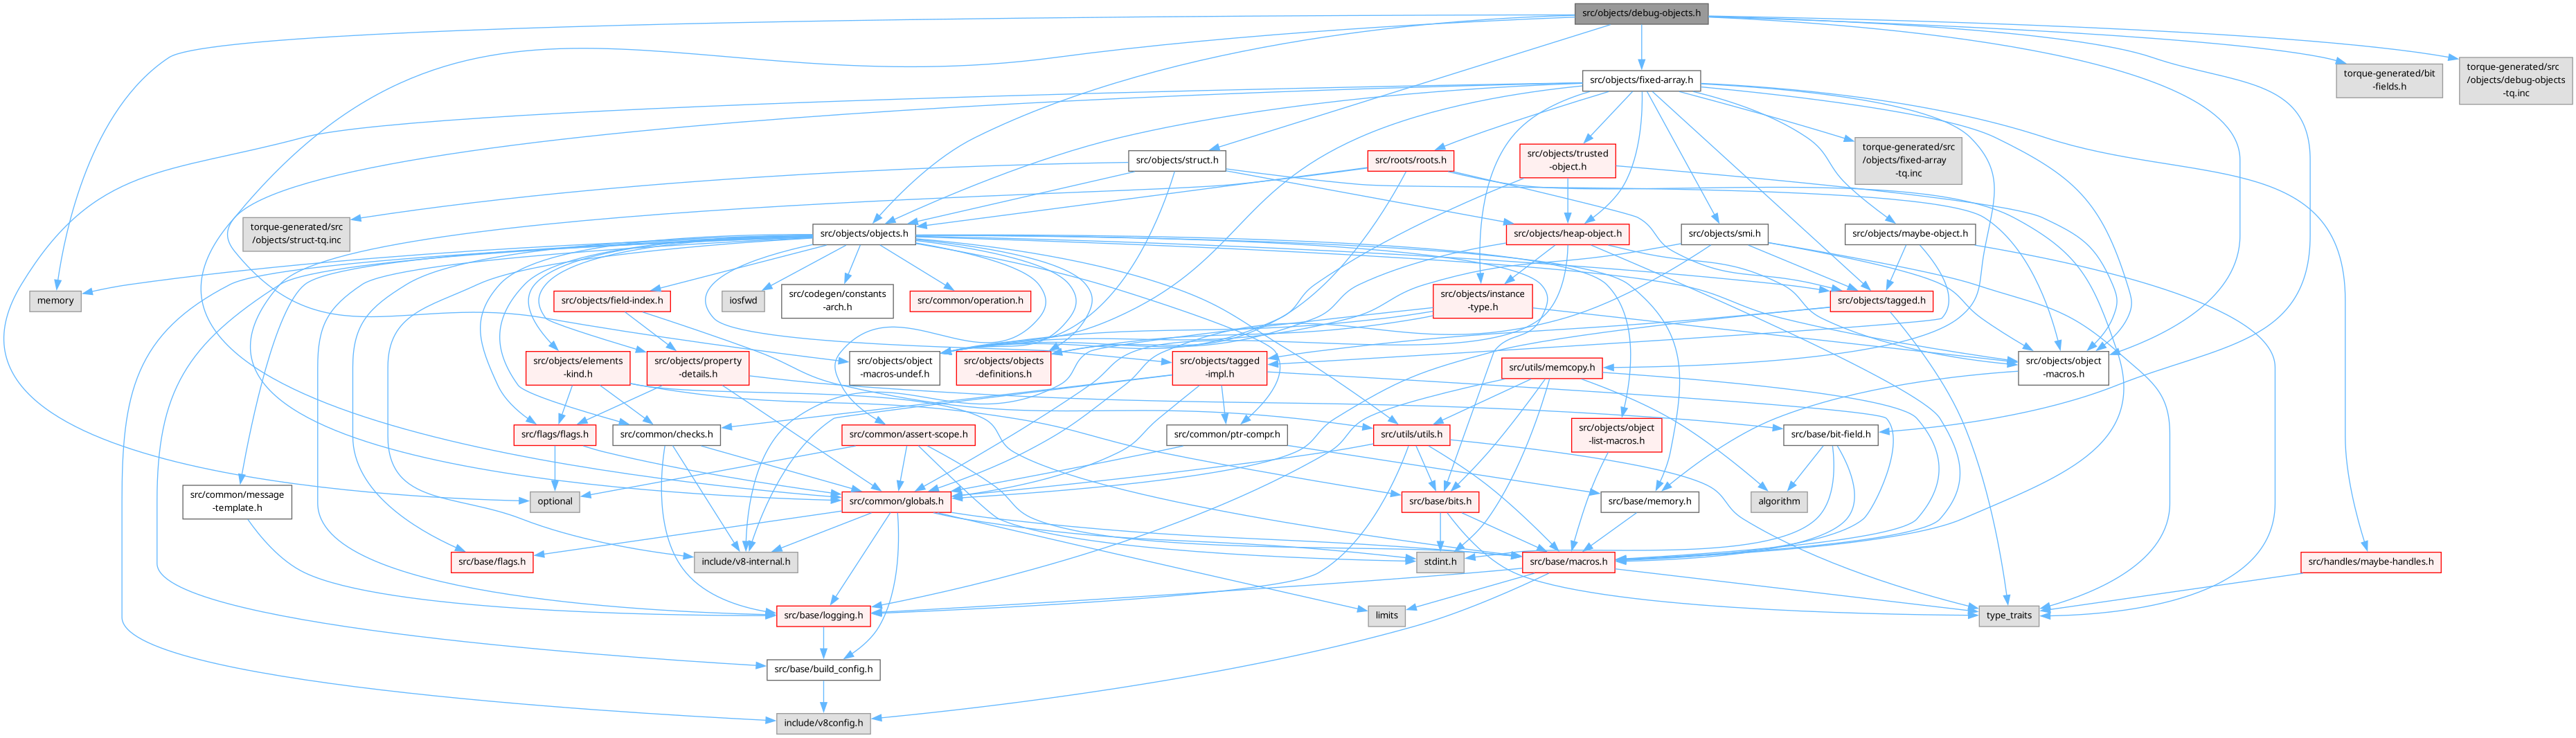 src/objects/debug-objects.h
src/objects/fixed-array.h
torque-generated/bit
-fields.h
torque-generated/src
/objects/debug-objects
-tq.inc
src/objects/struct.h
src/roots/roots.h
src/objects/trusted
-object.h
torque-generated/src
/objects/fixed-array
-tq.inc
torque-generated/src
/objects/struct-tq.inc
src/objects/objects.h
src/objects/heap-object.h
src/objects/smi.h
src/objects/maybe-object.h
memory
src/objects/field-index.h
iosfwd
src/codegen/constants
-arch.h
src/common/operation.h
src/objects/instance
-type.h
src/objects/tagged.h
src/objects/elements
-kind.h
src/objects/property
-details.h
src/objects/object
-macros-undef.h
src/objects/objects
-definitions.h
src/objects/tagged
-impl.h
src/utils/memcopy.h
src/objects/object
-macros.h
src/flags/flags.h
src/common/checks.h
src/common/assert-scope.h
src/common/ptr-compr.h
src/utils/utils.h
src/objects/object
-list-macros.h
src/base/bit-field.h
src/common/message
-template.h
optional
src/common/globals.h
src/base/bits.h
src/base/memory.h
algorithm
src/base/flags.h
include/v8-internal.h
stdint.h
src/base/macros.h
src/handles/maybe-handles.h
src/base/logging.h
limits
type_traits
src/base/build_config.h
include/v8config.h